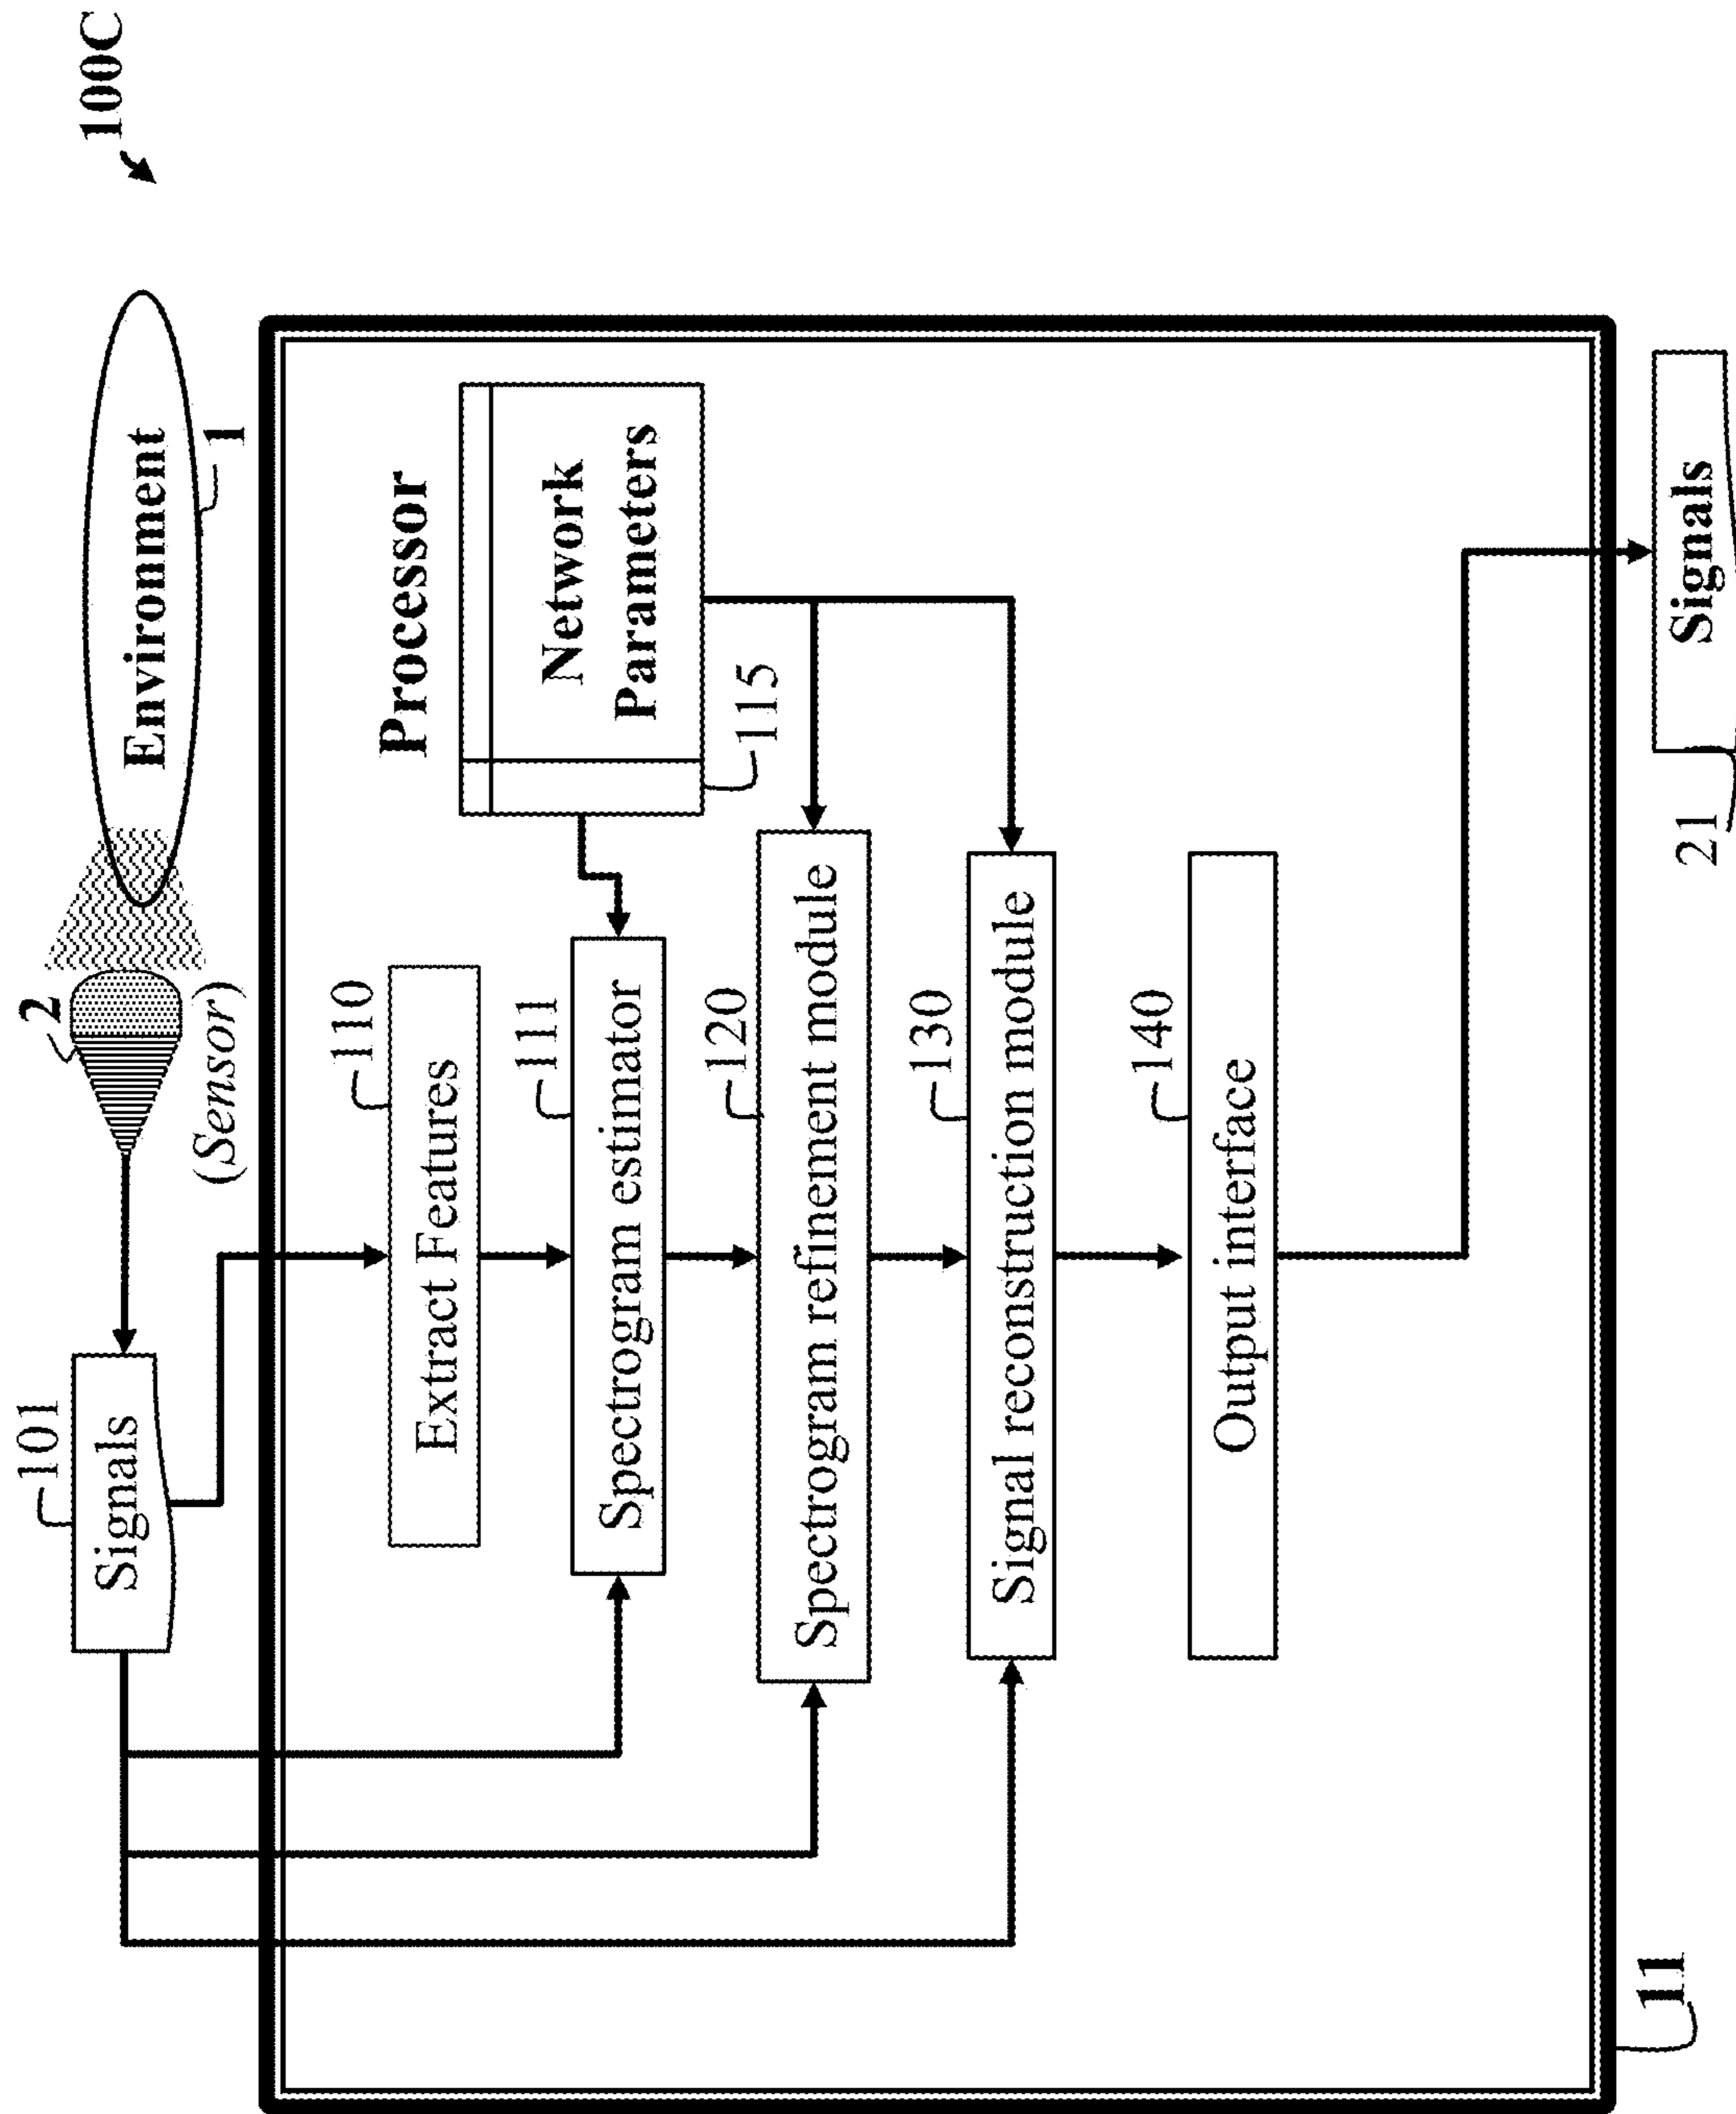 100C
101
Signals
2
(Sensor)
Environment
1
Processor
110
Extract Features
111
Spectrogram estimator
Network
Parameters
115
120
Spectrogram refinement module
130
Signal reconstruction module
140
Output interface
11
21
Signals